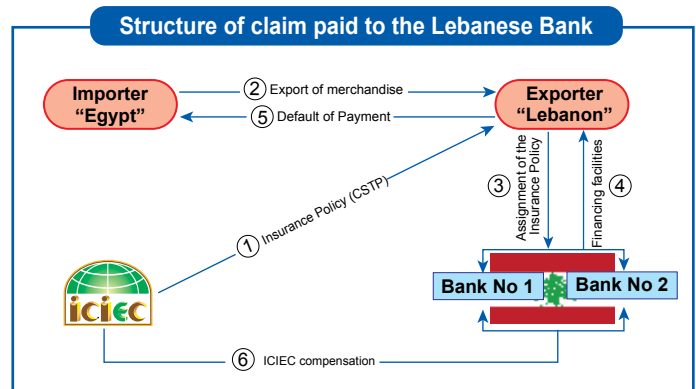 Structure of claim paid to the Lebanese Bank
Importer
“Egypt”
② Export of merchandise
⑤ Default of Payment
Exporter
“Lebanon”
① Insurance Policy (CSTP)
③ Assignment of the
Insurance Policy
Financing facilities ④
iciec
Bank No 1
Bank No 2
⑥ ICIEC compensation